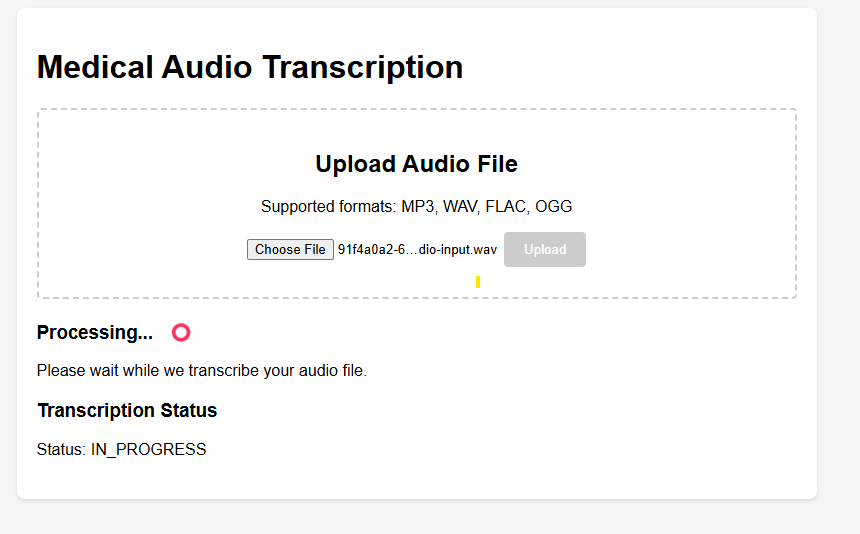 Medical Audio Transcription
Upload Audio File
Supported formats: MP3, WAV, FLAC, OGG
Choose File 91f4a0a2-6...dio-input.wav Upload
Processing...
Please wait while we transcribe your audio file.
Transcription Status
Status: IN_PROGRESS